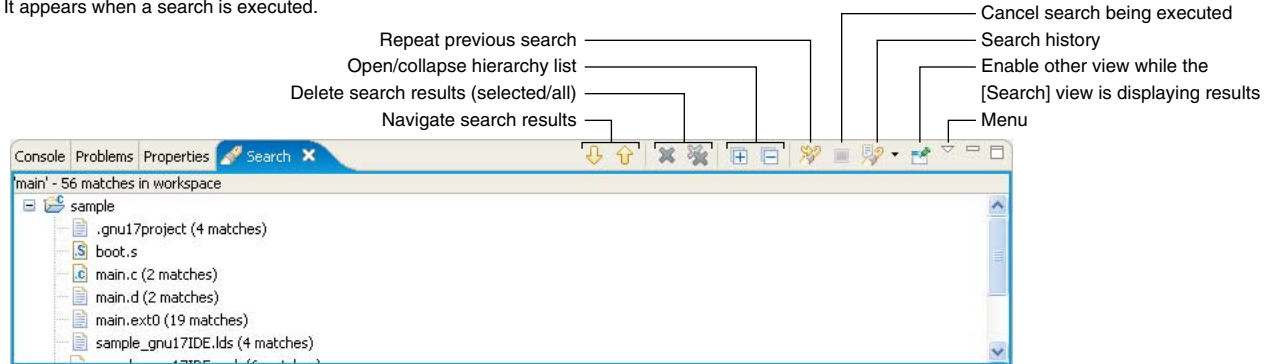 It appears when a search is executed.
Cancel search being executed
Repeat previous search
Search history
Open/collapse hierarchy list
Enable other view while the
Delete search results (selected/all)
[Search] view is displaying results
Navigate search results
Menu
Console Problems Properties Search
'main' - 56 matches in workspace
sample
.gnu17project (4 matches)
boot.s
main.c (2 matches)
main.d (2 matches)
main.ext0 (19 matches)
sample_gnu17IDE.lds (4 matches)